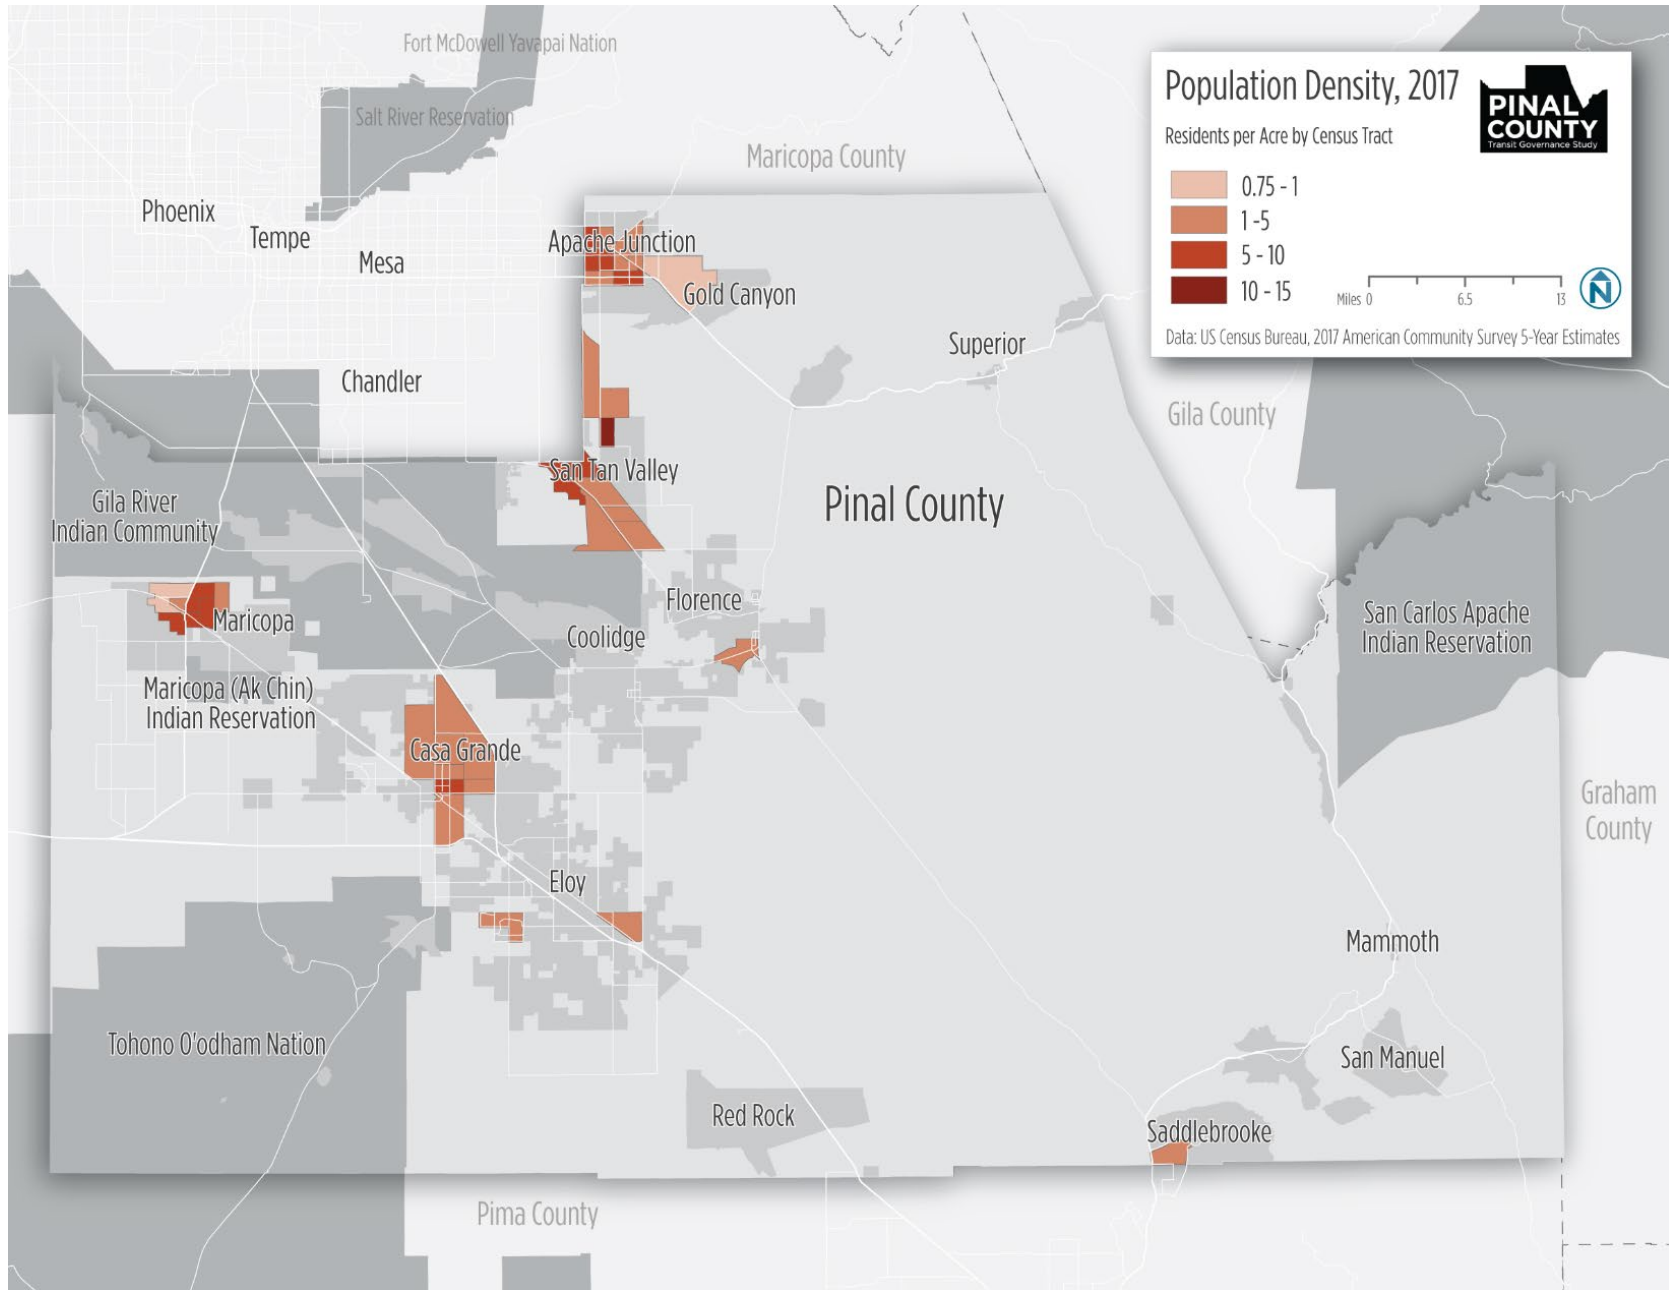 Fort McDowell Yavapai Nation
Salt River Reservation
Maricopa County
Phoenix
Tempe
Mesa
Apache Junction
Gold Canyon
Superior
Chandler
Gila County
San Tan Valley
Pinal County
Gila River
Indian Community
Florence
Maricopa
Coolidge
San Carlos Apache
Indian Reservation
Maricopa (Ak Chin)
Indian Reservation
Casa Grande
Graham
County
Eloy
Mammoth
Tohono O'odham Nation
San Manuel
Red Rock
Saddlebrooke
Pima County
Population Density, 2017
PINAL
COUNTY
Transit Governance Study
Residents per Acre by Census Tract
0.75 - 1
1 -5
5 - 10
10 - 15
Miles 0 6.5 13
N
Data: US Census Bureau, 2017 American Community Survey 5-Year Estimates